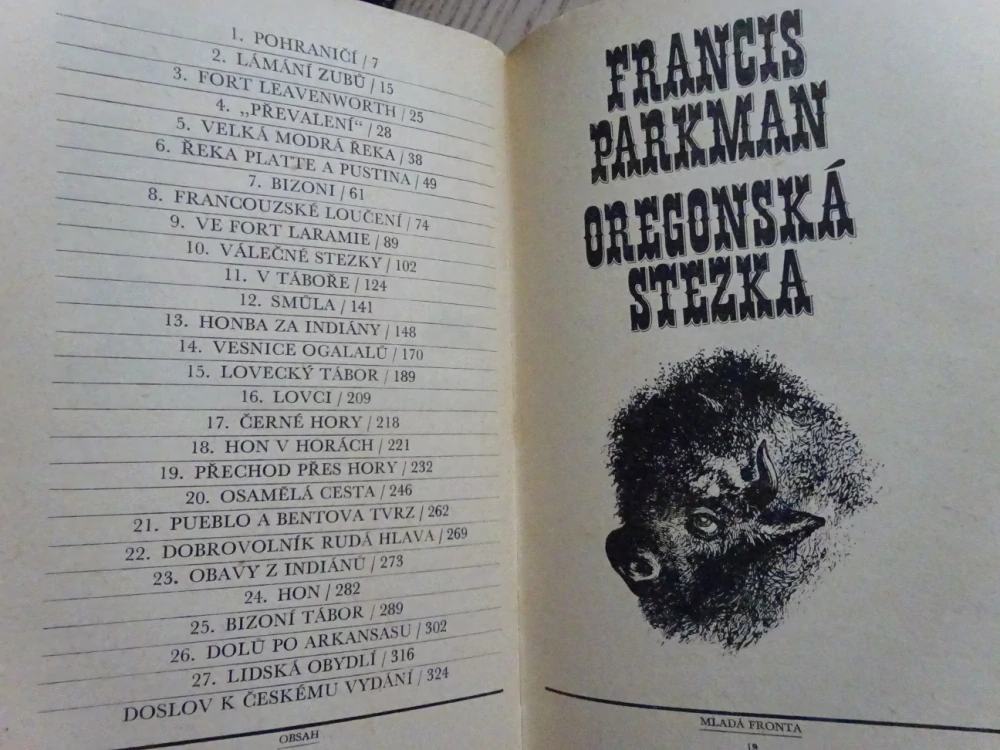 1. POHRANIČÍ / 7
2. LÁMÁNÍ ZUBŮ / 15
3. FORT LEAVENWORTH / 25
4. „PŘEVALENÍ“ / 28
5. VELKÁ MODRÁ ŘEKA / 38
6. ŘEKA PLATTE A PUSTINA / 49
7. BIZONI / 61
8. FRANCOUZSKÉ LOUČENÍ / 74
9. VE FORT LARAMIE / 89
10. VÁLEČNÉ STEZKY / 102
11. V TÁBOŘE / 124
12. SMŮLA / 141
13. HONBA ZA INDIÁNY / 148
14. VESNICE OGALALŮ / 170
15. LOVECKÝ TÁBOR / 189
16. LOVCI / 209
17. ČERNÉ HORY / 218
18. HON V HORÁCH / 221
19. PŘECHOD PŘES HORY / 232
20. OSAMĚLÁ CESTA / 246
21. PUEBLO A BENTOVA TVRZ / 262
22. DOBROVOLNÍK RUDÁ HLAVA / 269
23. OBAVY Z INDIÁNŮ / 273
24. HON / 282
25. BIZONÍ TÁBOR / 289
26. DOLŮ PO ARKANSASU / 302
27. LIDSKÁ OBYDLÍ / 316
DOSLOV K ČESKÉMU VYDÁNÍ / 324
OBSAH
FRANCIS
PARKMAN
OREGONSKÁ
STEZKA
MLADÁ FRONTA